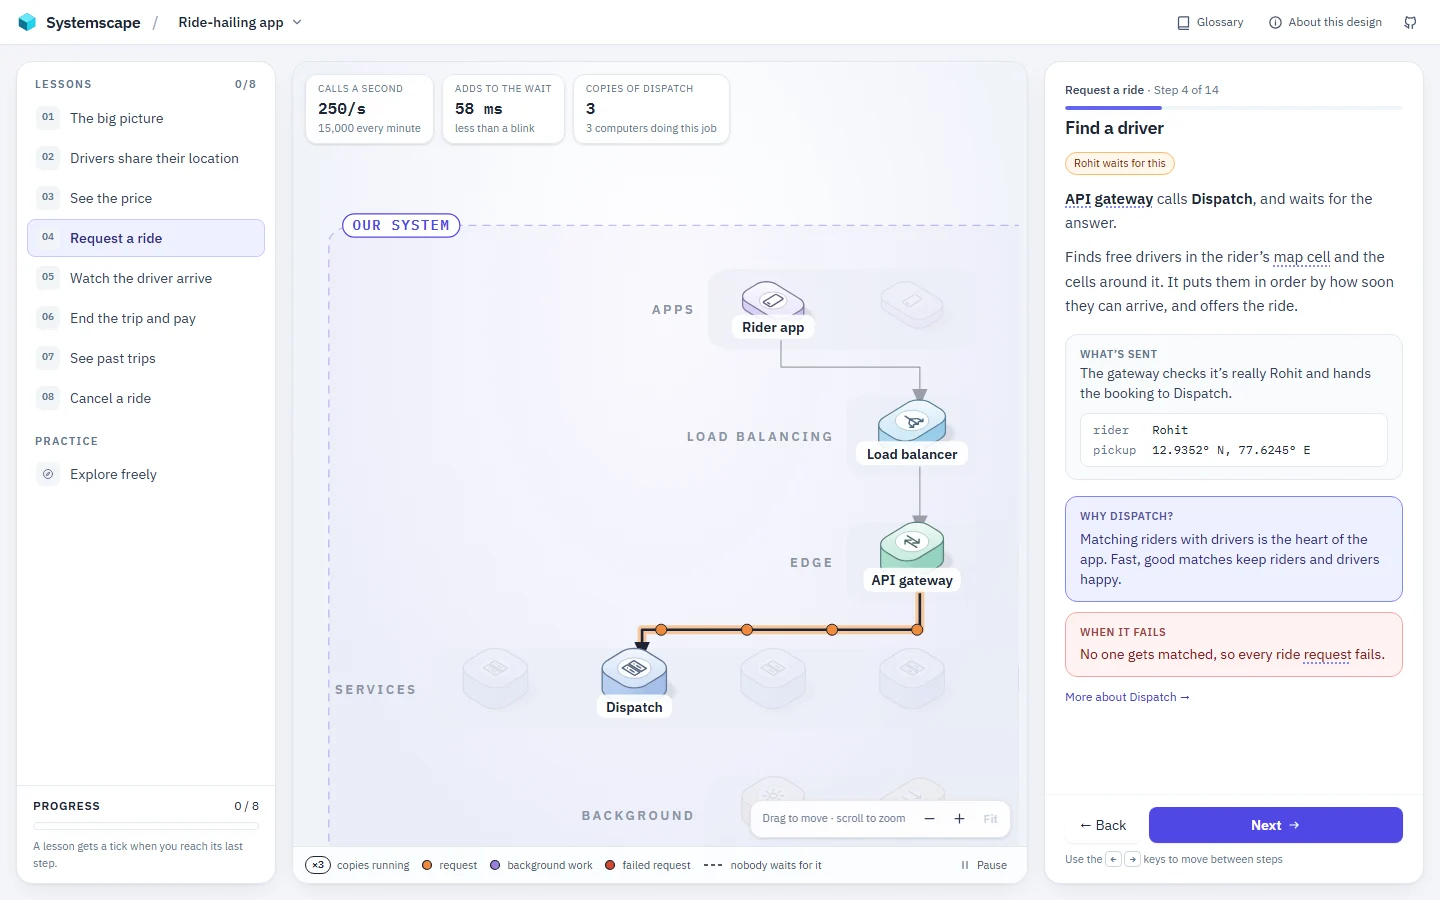 Systemscape / Ride-hailing app
Glossary
About this design
LESSONS 0/8
01 The big picture
02 Drivers share their location
03 See the price
04 Request a ride
05 Watch the driver arrive
06 End the trip and pay
07 See past trips
08 Cancel a ride
PRACTICE
Explore freely
PROGRESS 0 / 8
A lesson gets a tick when you reach its last
step.
CALLS A SECOND
250/s
15,000 every minute
ADDS TO THE WAIT
58 ms
less than a blink
COPIES OF DISPATCH
3
3 computers doing this job
OUR SYSTEM
APPS
Rider app
LOAD BALANCING
Load balancer
EDGE
API gateway
SERVICES
Dispatch
BACKGROUND
Drag to move · scroll to zoom − + Fit
×3 copies running
request
background work
failed request
nobody waits for it
Pause
Request a ride · Step 4 of 14
Find a driver
Rohit waits for this
API gateway calls Dispatch, and waits for the
answer.
Finds free drivers in the rider’s map cell and the
cells around it. It puts them in order by how soon
they can arrive, and offers the ride.
WHAT’S SENT
The gateway checks it’s really Rohit and hands
the booking to Dispatch.
rider Rohit
pickup 12.9352° N, 77.6245° E
WHY DISPATCH?
Matching riders with drivers is the heart of the
app. Fast, good matches keep riders and drivers
happy.
WHEN IT FAILS
No one gets matched, so every ride request fails.
More about Dispatch →
← Back
Next →
Use the ← → keys to move between steps